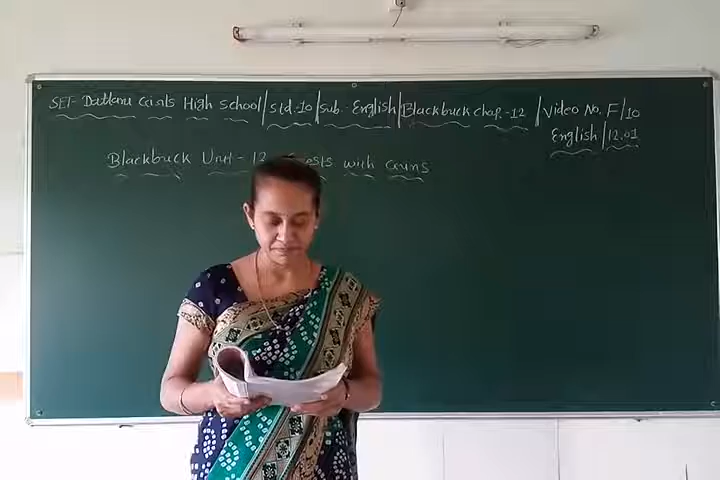 SET- Dattani Girls High School/Std.10/Sub-English/Blackbuck Chap.-12 /Video No. F/10
English/12.01
Blackbuck Unit-12 with Guns